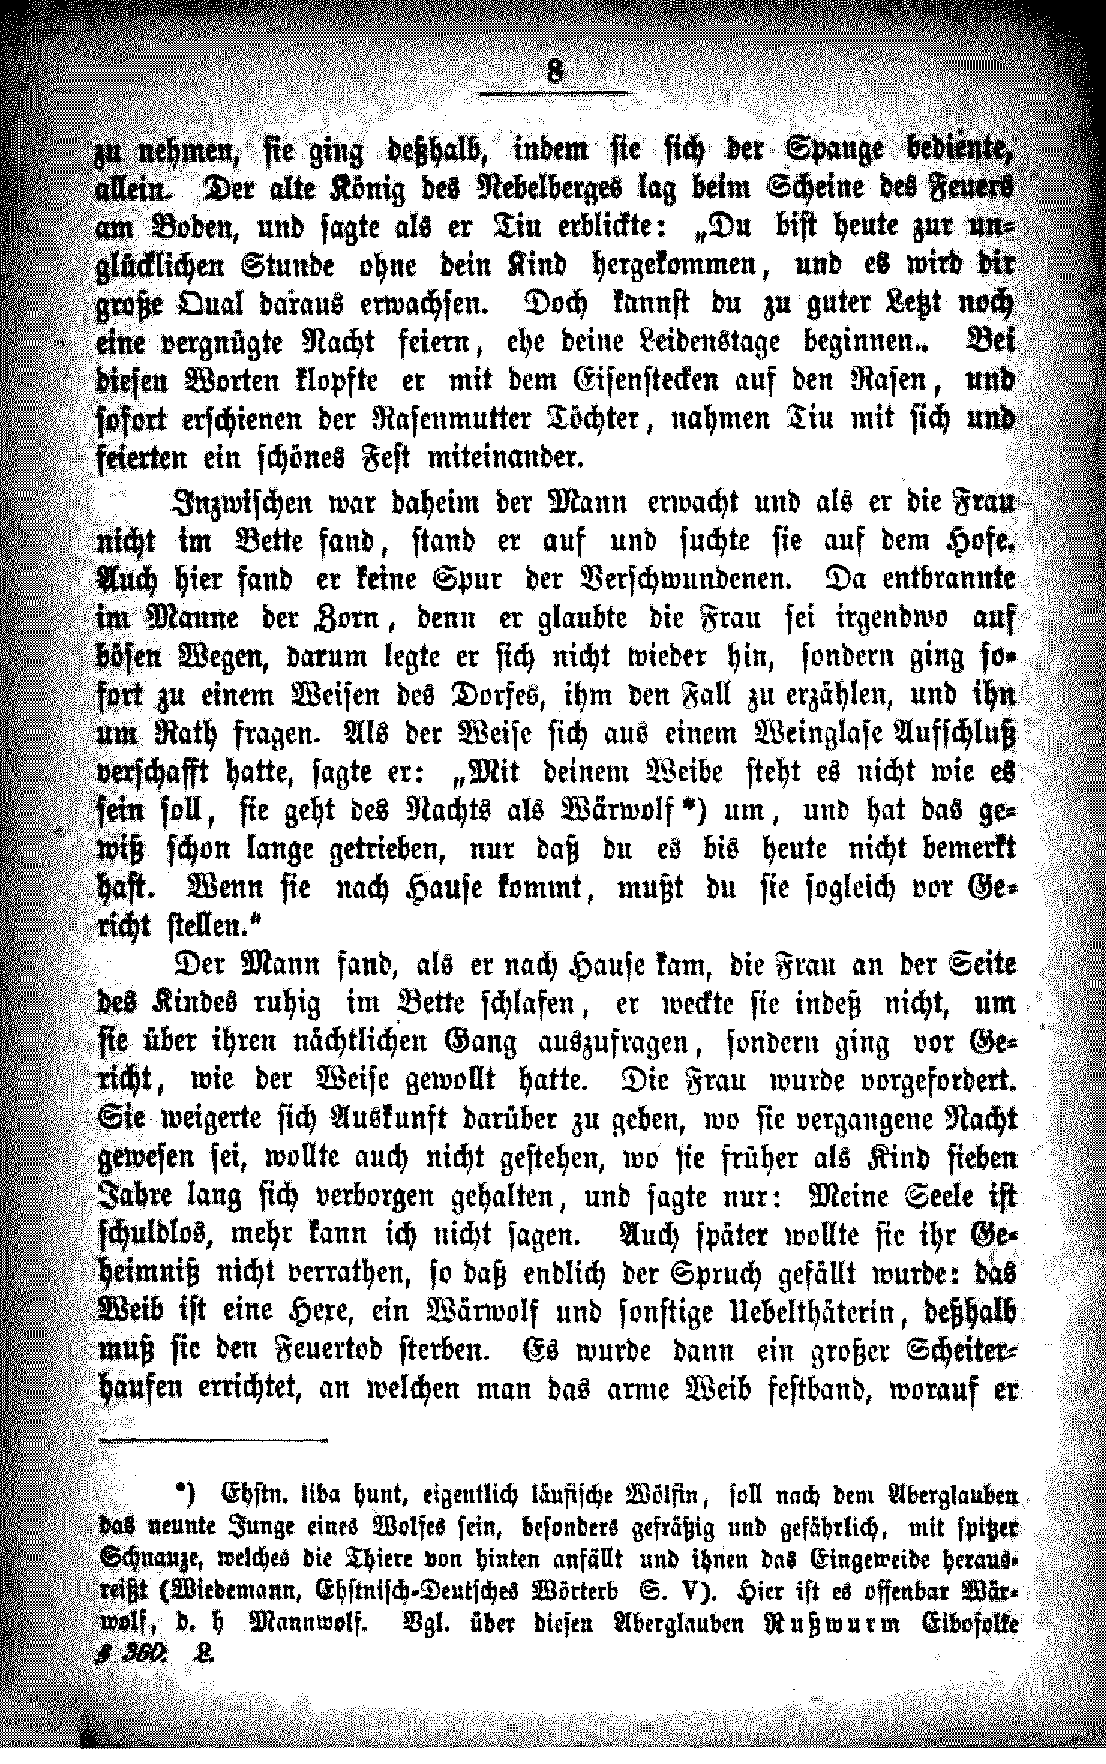 8
zu nehmen, sie ging deßhalb, indem sie sich der Spange bediente,
allein. Der alte König des Nebelberges lag beim Scheine des Feuers
am Boden, und sagte als er Tiu erblickte: „Du bist heute zur un-
glücklichen Stunde ohne dein Kind hergekommen, und es wird dir
große Qual daraus erwachsen. Doch kannst du zu guter Letzt noch
eine vergnügte Nacht feiern, ehe deine Leidenstage beginnen.. Bei
diesen Worten klopfte er mit dem Eisenstecken auf den Rasen, und
sofort erschienen der Rasenmutter Töchter, nahmen Tiu mit sich und
feierten ein schönes Fest miteinander.
Inzwischen war daheim der Mann erwacht und als er die Frau
nicht im Bette fand, stand er auf und suchte sie auf dem Hofe.
Auch hier fand er keine Spur der Verschwundenen. Da entbrannte
im Manne der Zorn, denn er glaubte die Frau sei irgendwo auf
bösen Wegen, darum legte er sich nicht wieder hin, sondern ging so-
fort zu einem Weisen des Dorfes, ihm den Fall zu erzählen, und ihn
um Rath fragen. Als der Weise sich aus einem Weinglase Aufschluß
verschafft hatte, sagte er: „Mit deinem Weibe steht es nicht wie es
sein soll, sie geht des Nachts als Wärwolf*) um, und hat das ge-
wiß schon lange getrieben, nur daß du es bis heute nicht bemerkt
hast. Wenn sie nach Hause kommt, mußt du sie sogleich vor Ge-
richt stellen.“
Der Mann fand, als er nach Hause kam, die Frau an der Seite
des Kindes ruhig im Bette schlafen, er weckte sie indeß nicht, um
sie über ihren nächtlichen Gang auszufragen, sondern ging vor Ge-
richt, wie der Weise gewollt hatte. Die Frau wurde vorgefordert.
Sie weigerte sich Auskunft darüber zu geben, wo sie vergangene Nacht
gewesen sei, wollte auch nicht gestehen, wo sie früher als Kind sieben
Jahre lang sich verborgen gehalten, und sagte nur: Meine Seele ist
schuldlos, mehr kann ich nicht sagen. Auch später wollte sie ihr Ge-
heimniß nicht verrathen, so daß endlich der Spruch gefällt wurde: das
Weib ist eine Hexe, ein Wärwolf und sonstige Uebelthäterin, deßhalb
muß sie den Feuertod sterben. Es wurde dann ein großer Scheiter-
haufen errichtet, an welchen man das arme Weib festband, worauf er
*) Ehstn. liba hunt, eigentlich läufische Wölfin, soll nach dem Aberglauben
das neunte Junge eines Wolfes sein, besonders gefräßig und gefährlich, mit spitzer
Schnauze, welches die Thiere von hinten anfällt und ihnen das Eingeweide heraus-
reißt (Wiedemann, Ehstnisch-Deutsches Wörterb S. V). Hier ist es offenbar Wär-
wolf, d. h Mannwolf. Vgl. über diesen Aberglauben Rußwurm Eibofolke
§ 360. L.